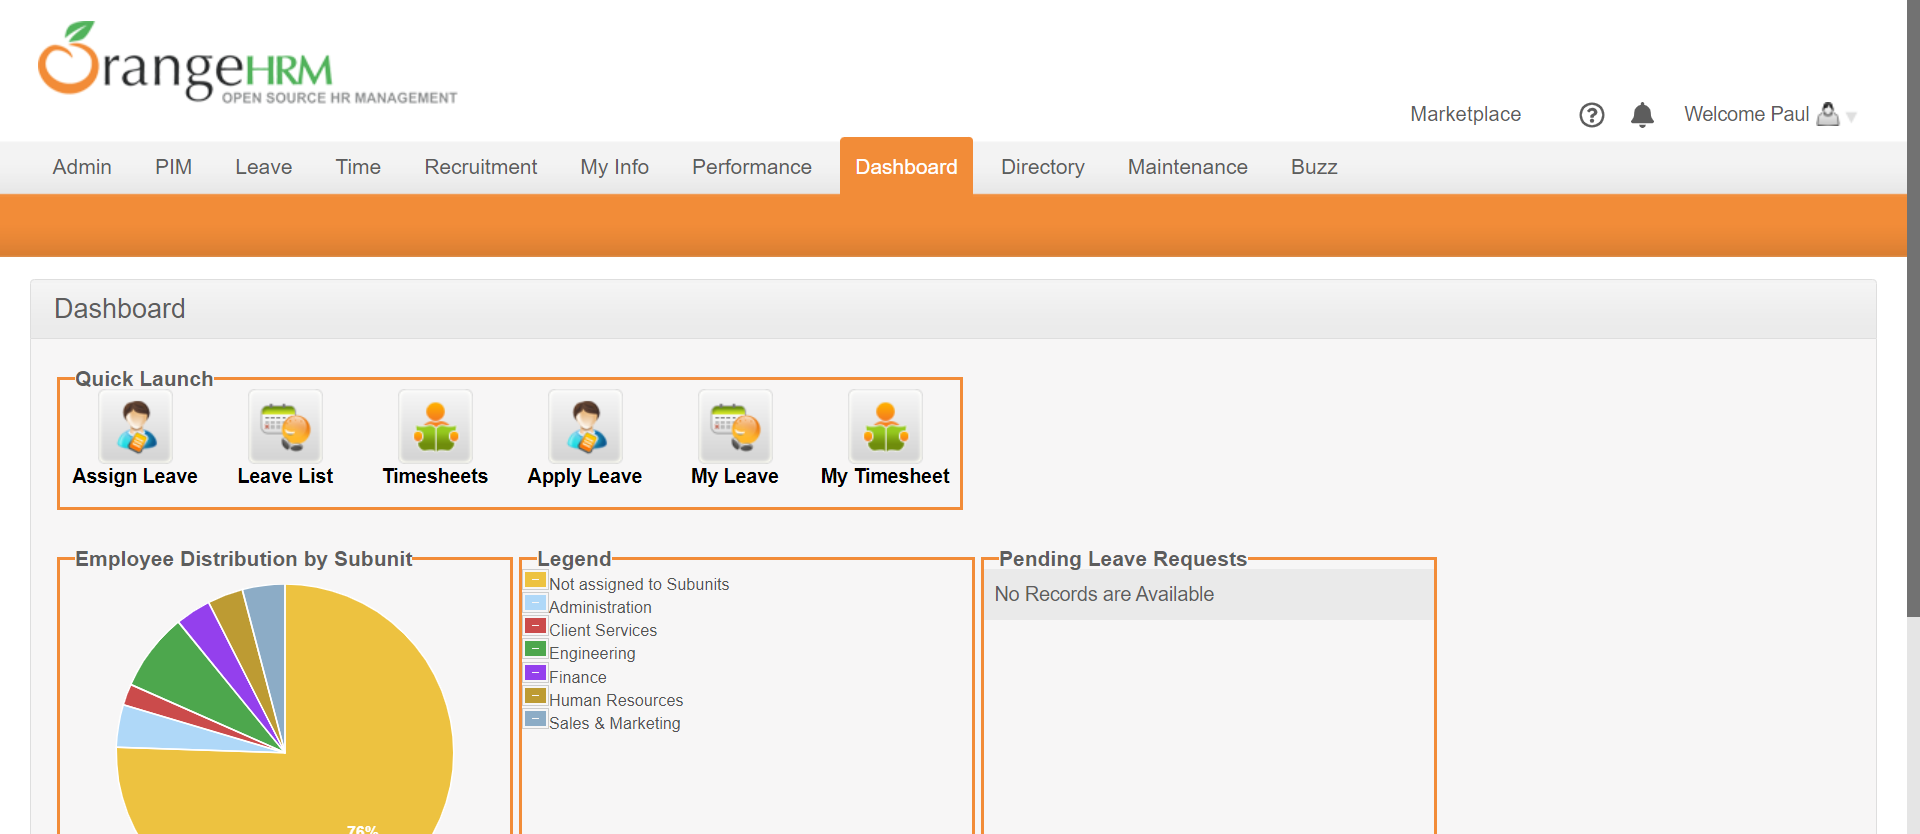 OrangeHRM
OPEN SOURCE HR MANAGEMENT
Marketplace ? Welcome Paul
Admin PIM Leave Time Recruitment My Info Performance Dashboard Directory Maintenance Buzz
Dashboard
Quick Launch
Assign Leave Leave List Timesheets Apply Leave My Leave My Timesheet
Employee Distribution by Subunit
76%
Legend
Not assigned to Subunits
Administration
Client Services
Engineering
Finance
Human Resources
Sales & Marketing
Pending Leave Requests
No Records are Available